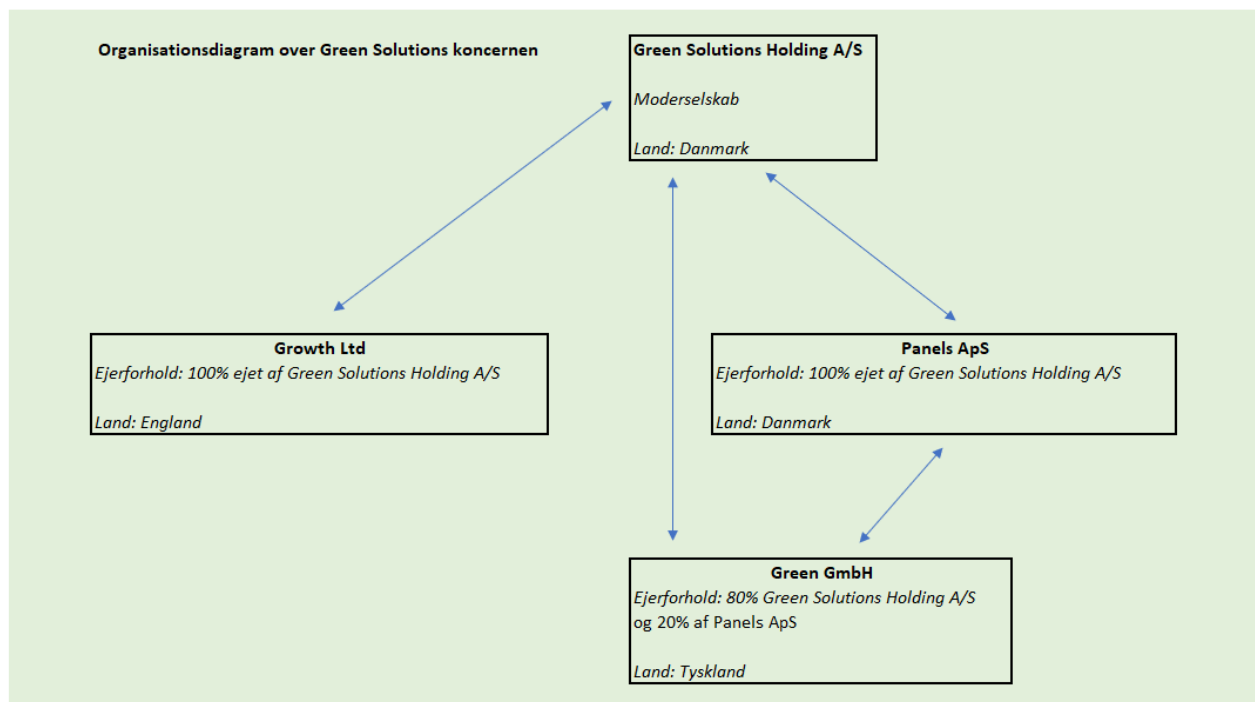 Organisationsdiagram over Green Solutions koncernen
Green Solutions Holding A/S
Moderselskab
Land: Danmark
Growth Ltd
Ejerforhold: 100% ejet af Green Solutions Holding A/S
Land: England
Panels ApS
Ejerforhold: 100% ejet af Green Solutions Holding A/S
Land: Danmark
Green GmbH
Ejerforhold: 80% Green Solutions Holding A/S
og 20% af Panels ApS
Land: Tyskland